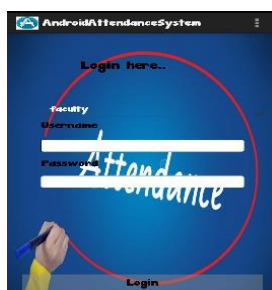 AndroidAttendanceSystem
Login here..
faculty
Username
Password
Attendance
Login